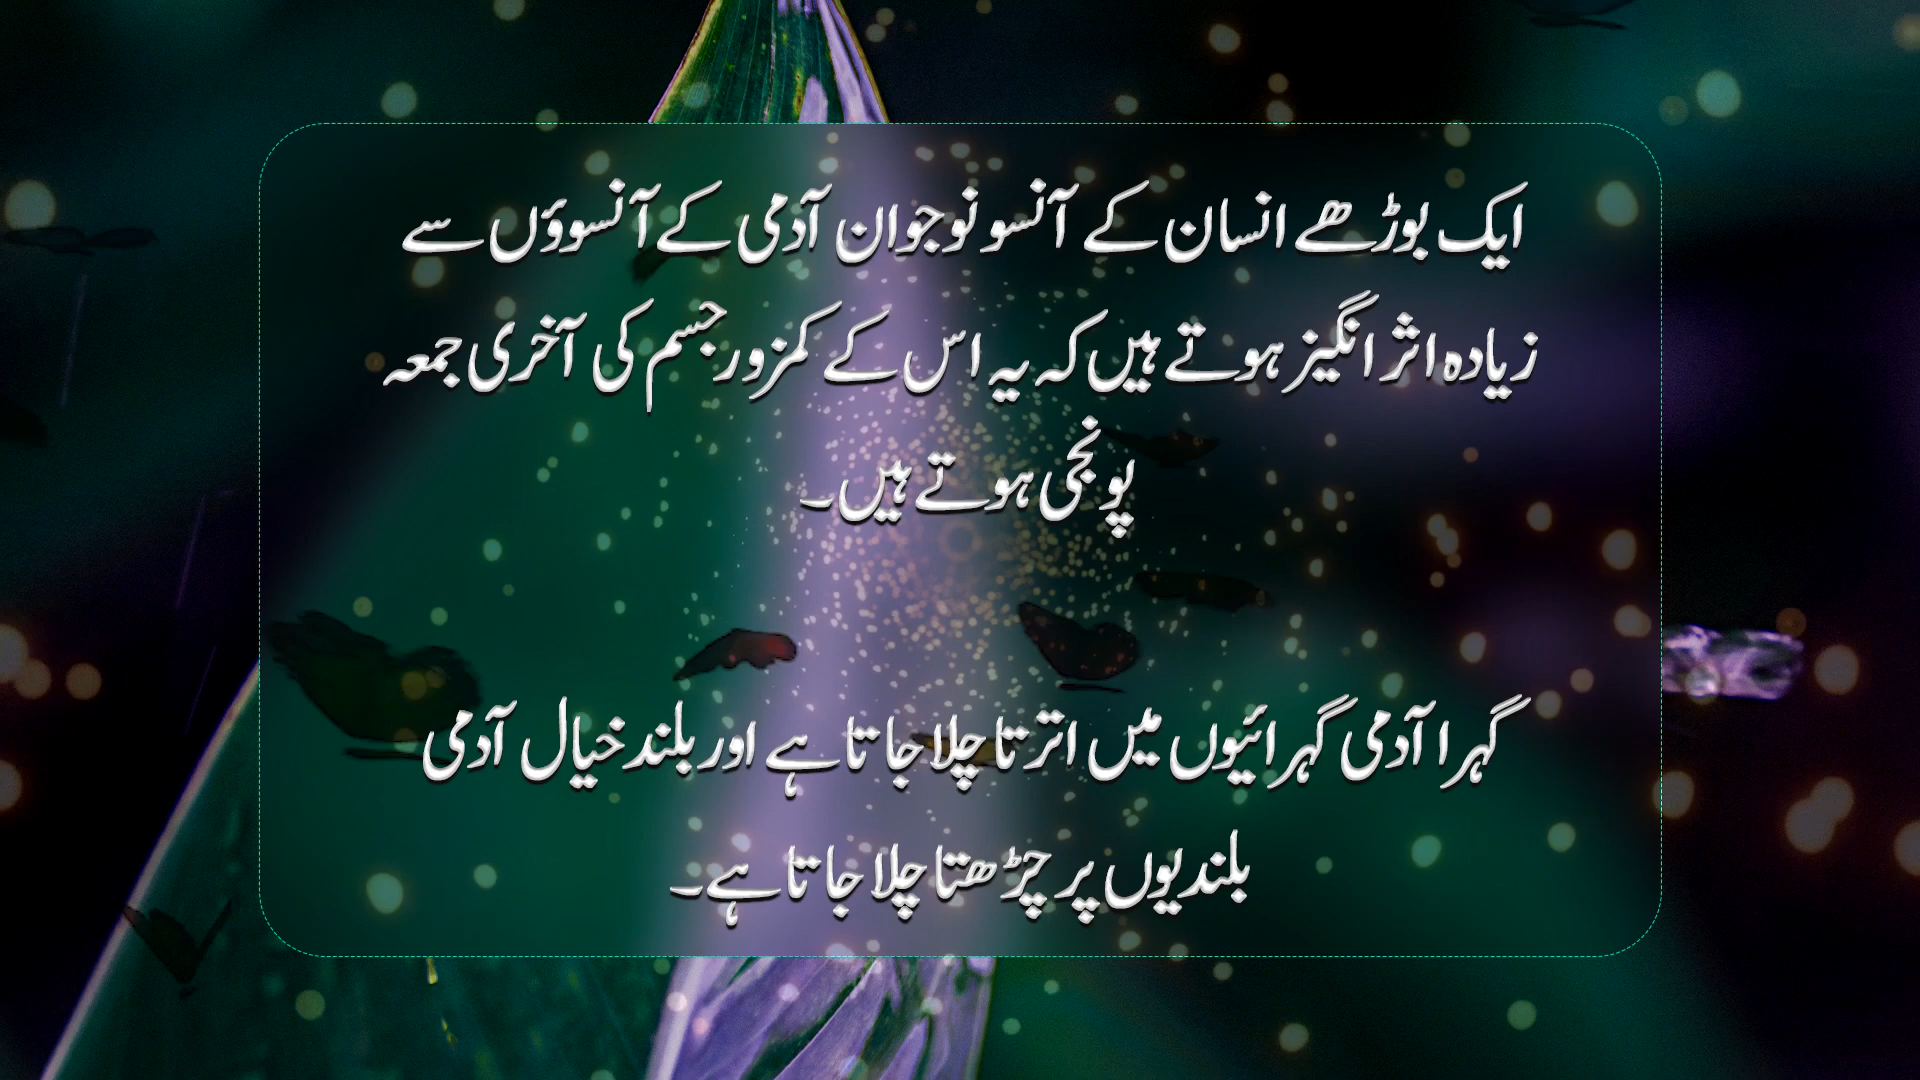 ایک بوڑھے انسان کے آنسو نوجوان آدمی کے آنسوؤں سے
زیادہ اثر انگیز ہوتے ہیں کہ یہ اس کے کمزور جسم کی آخری جمعہ
پونجی ہوتے ہیں۔
گہرا آدمی گہرائیوں میں اترتا چلا جاتا ہے اور بلند خیال آدمی
بلندیوں پر چڑھتا چلا جاتا ہے۔